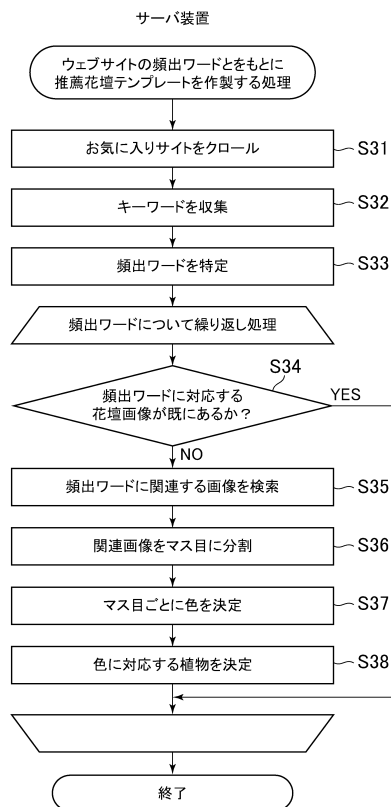 サーバ装置
ウェブサイトの頻出ワードとをもとに
推薦花壇テンプレートを作製する処理
お気に入りサイトをクロール
S31
キーワードを収集
S32
頻出ワードを特定
S33
頻出ワードについて繰り返し処理
S34
頻出ワードに対応する
花壇画像が既にあるか？
YES
NO
頻出ワードに関連する画像を検索
S35
関連画像をマス目に分割
S36
マス目ごとに色を決定
S37
色に対応する植物を決定
S38
終了